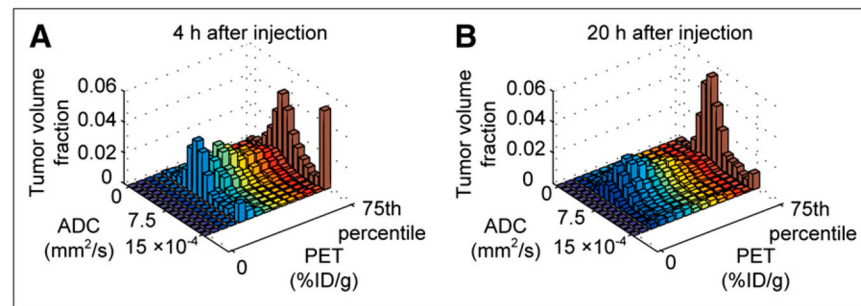 A
4 h after injection
Tumor volume
fraction
0.06
0.04
0.02
0
0
7.5
15 ×10⁻⁴
ADC
(mm²/s)
0
75th
percentile
PET
(%ID/g)
B
20 h after injection
Tumor volume
fraction
0.06
0.04
0.02
0
0
7.5
15 ×10⁻⁴
ADC
(mm²/s)
0
75th
percentile
PET
(%ID/g)